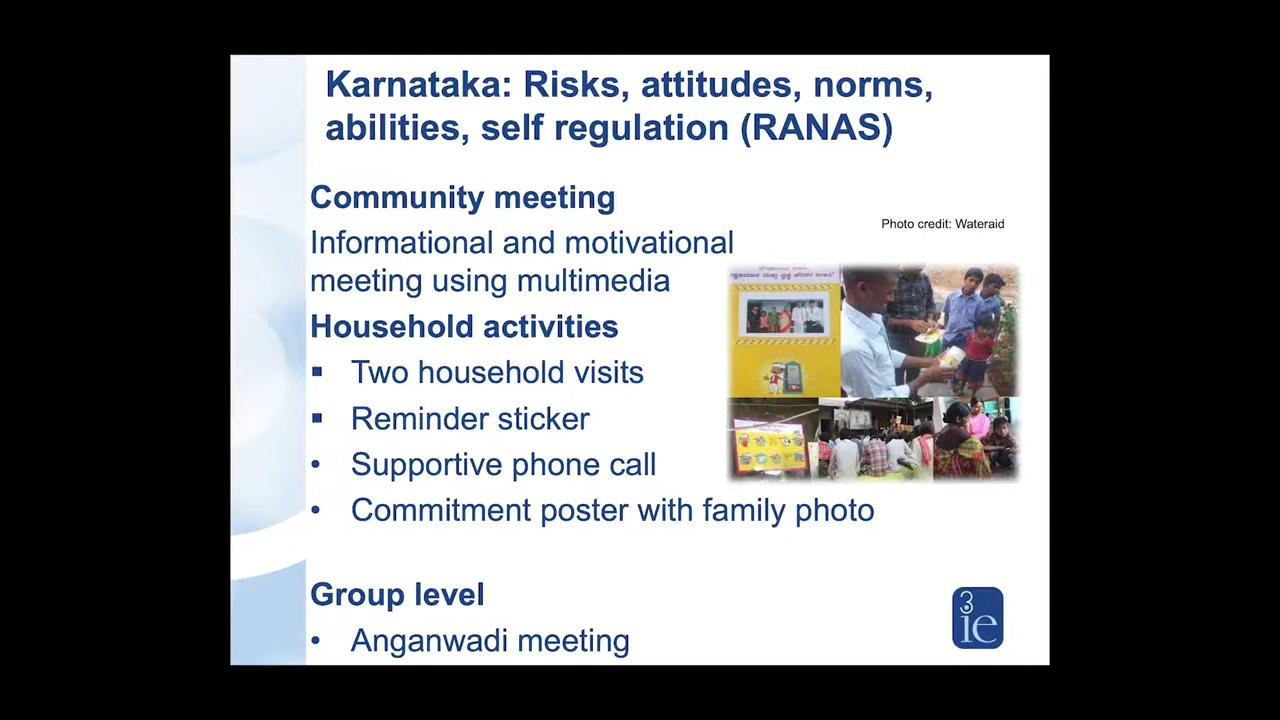 Karnataka: Risks, attitudes, norms,
abilities, self regulation (RANAS)
Community meeting
Photo credit: Wateraid
Informational and motivational
meeting using multimedia
Household activities
▪ Two household visits
▪ Reminder sticker
• Supportive phone call
• Commitment poster with family photo
Group level
• Anganwadi meeting
3ie